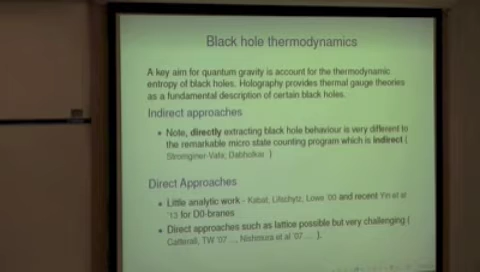 Black hole thermodynamics
A key aim for quantum gravity is account for the thermodynamic
entropy of black holes. Holography provides thermal gauge theories
as a fundamental description of certain black holes.
Indirect approaches
• Note, directly extracting black hole behaviour is very different to
the remarkable micro state counting program which is indirect (
Strominger-Vafa; Dabholkar )
Direct Approaches
• Little analytic work - Kabat, Lifschytz, Lowe '00 and recent Yin et al
'13 for D0-branes
• Direct approaches such as lattice possible but very challenging (
Catterall, TW '07 ..., Nishimura et al '07 .... ).